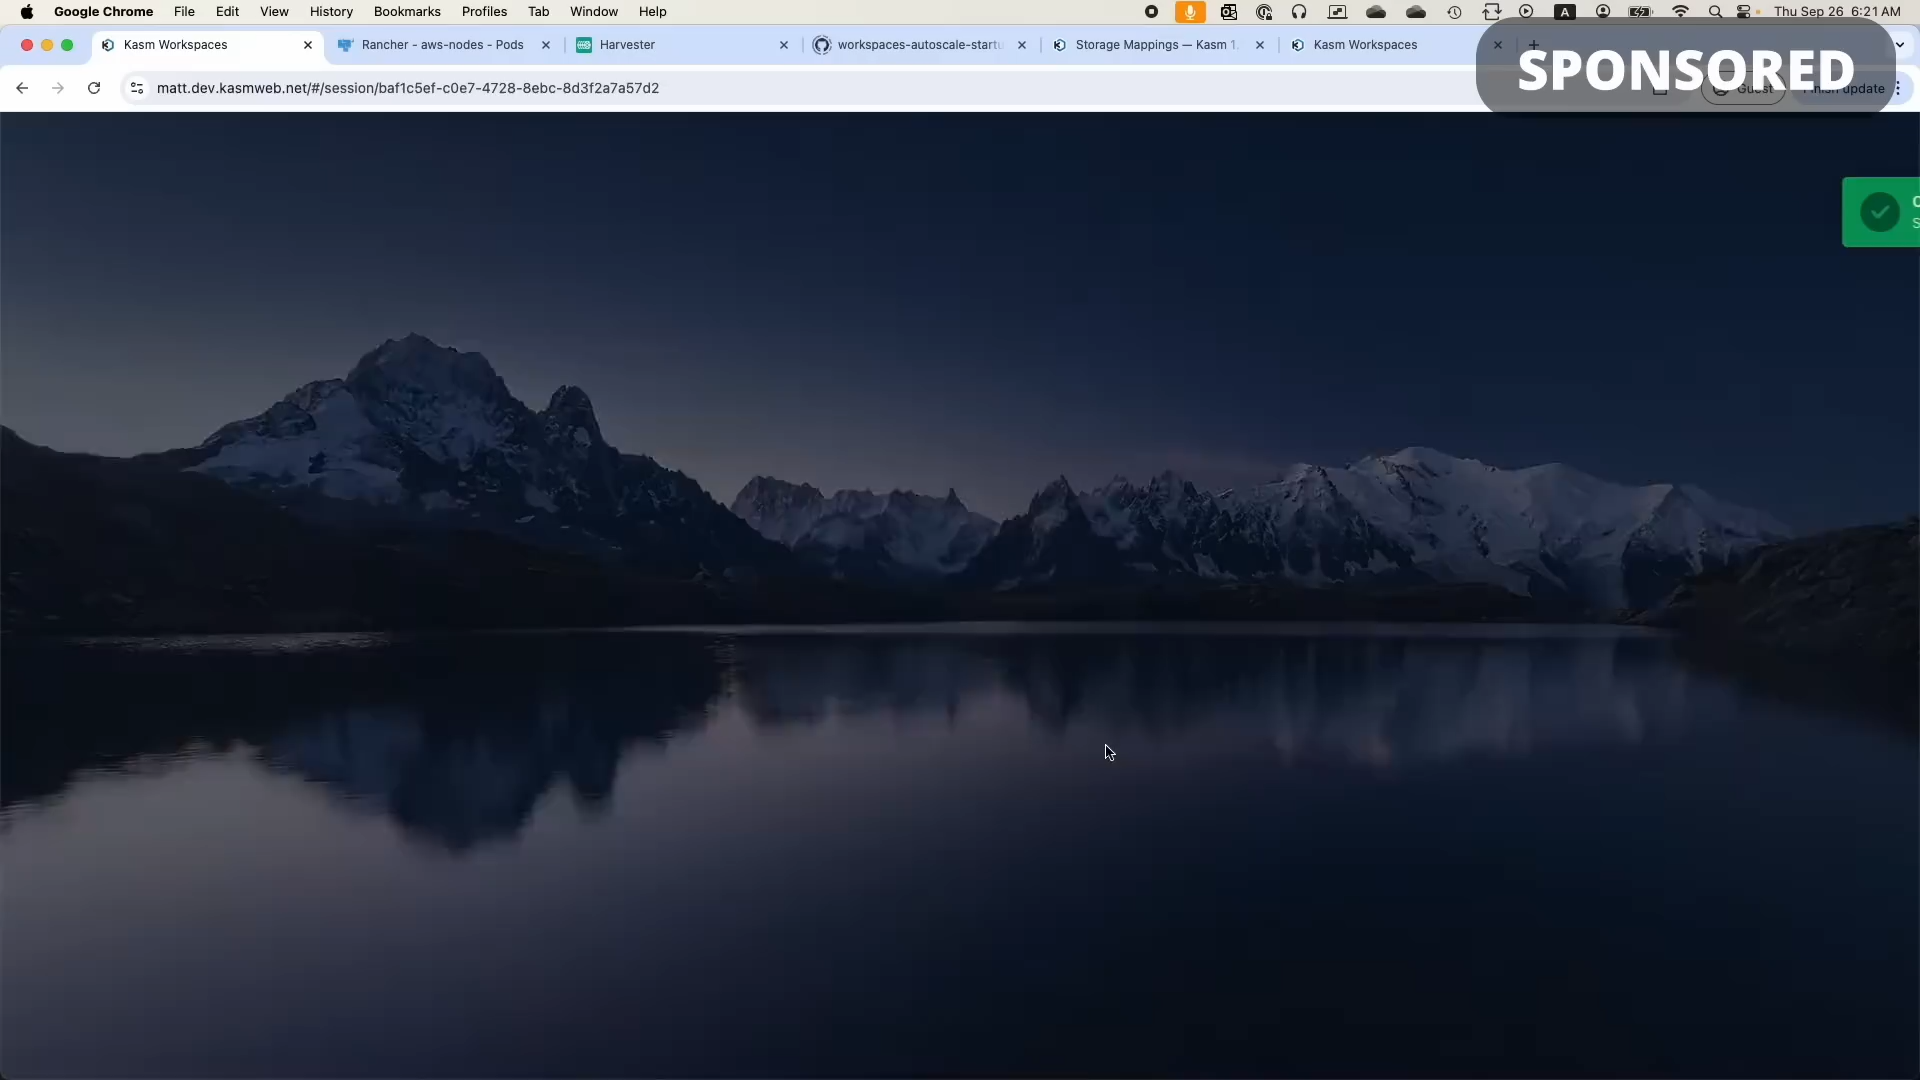 Google Chrome File Edit View History Bookmarks Profiles Tab Window Help
A
Thu Sep 26 6:21 AM
Kasm Workspaces
Rancher - aws-nodes - Pods
Harvester
workspaces-autoscale-startu
Storage Mappings — Kasm 1.
Kasm Workspaces
SPONSORED
matt.dev.kasmweb.net/#/session/baf1c5ef-c0e7-4728-8ebc-8d3f2a7a57d2
Guest
Finish update